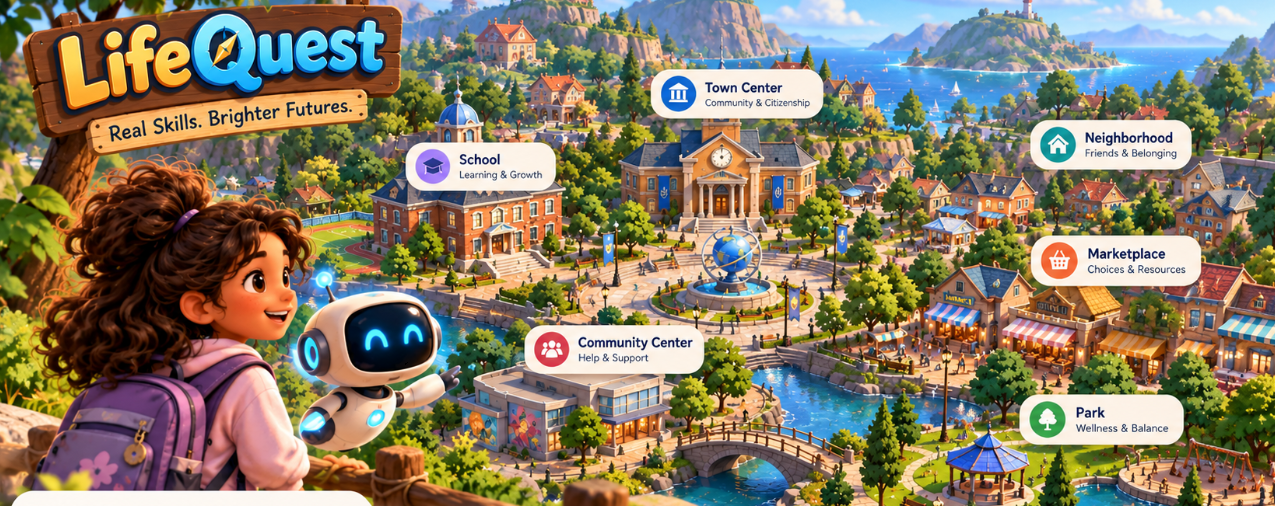 LifeQuest
Real Skills. Brighter Futures.
Town Center
Community & Citizenship
School
Learning & Growth
Neighborhood
Friends & Belonging
Marketplace
Choices & Resources
Community Center
Help & Support
Park
Wellness & Balance